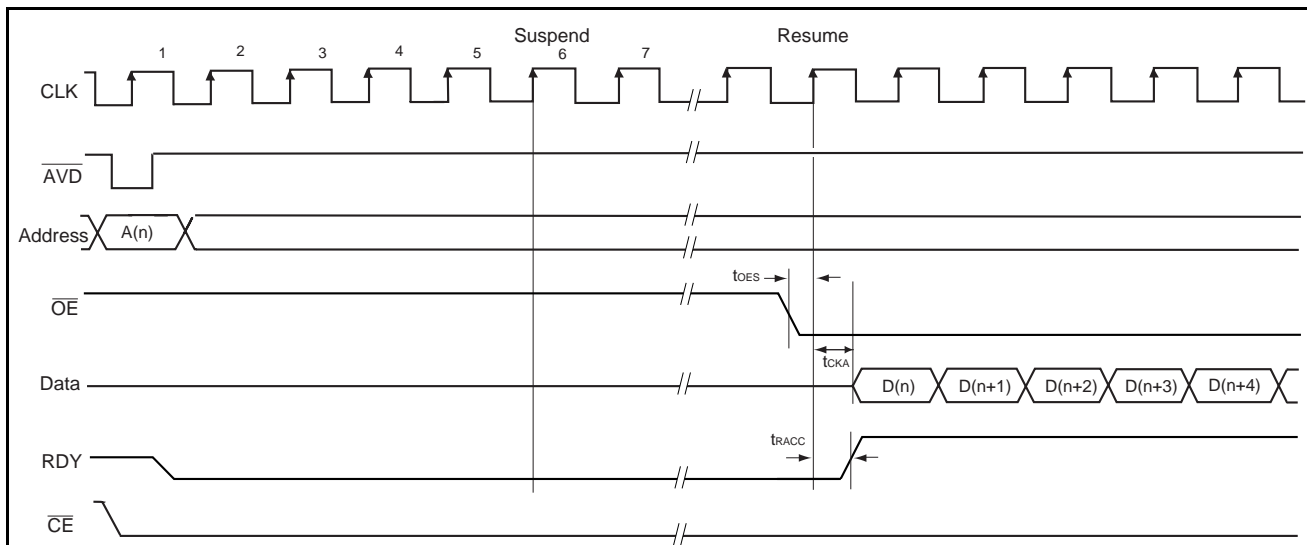 Suspend Resume
1 2 3 4 5 6 7
CLK
AVD
Address A(n)
tOES
OE
tCKA
Data D(n) D(n+1) D(n+2) D(n+3) D(n+4)
tRACC
RDY
CE